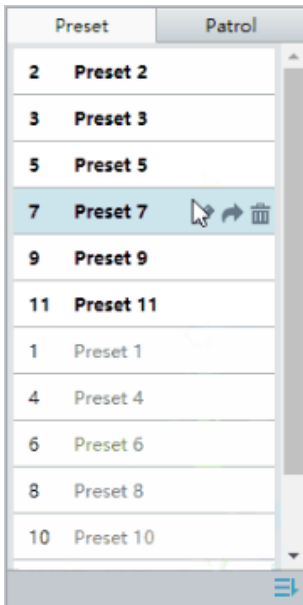 Preset Patrol
2 Preset 2
3 Preset 3
5 Preset 5
7 Preset 7
9 Preset 9
11 Preset 11
1 Preset 1
4 Preset 4
6 Preset 6
8 Preset 8
10 Preset 10